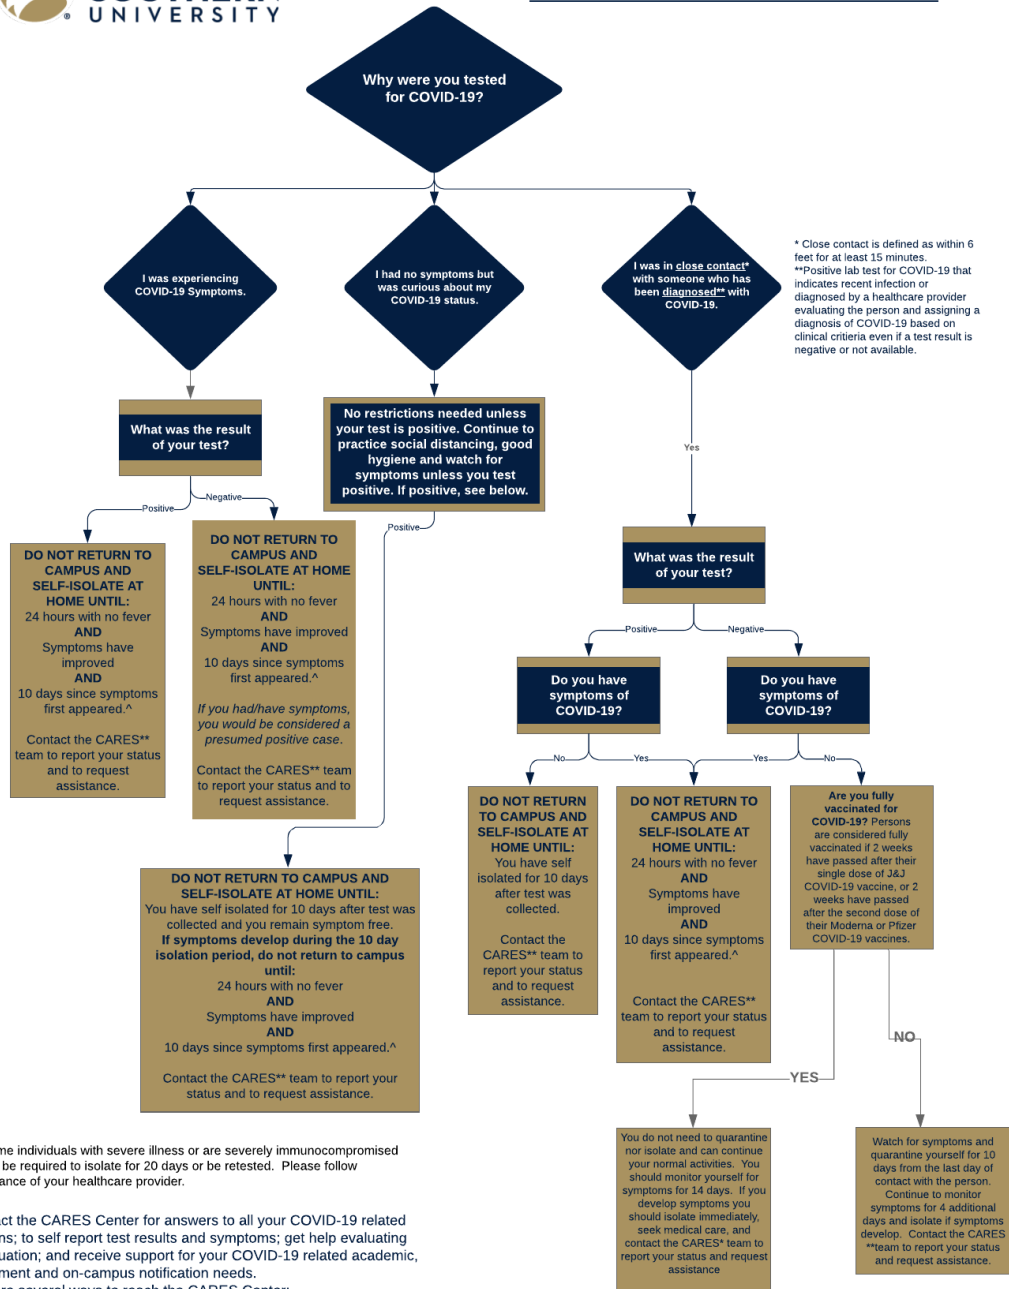 UNIVERSITY
®
Why were you tested
for COVID-19?
I was experiencing
COVID-19 Symptoms.
I had no symptoms but
was curious about my
COVID-19 status.
I was in close contact*
with someone who has
been diagnosed** with
COVID-19.
* Close contact is defined as within 6
feet for at least 15 minutes.
**Positive lab test for COVID-19 that
indicates recent infection or
diagnosed by a healthcare provider
evaluating the person and assigning a
diagnosis of COVID-19 based on
clinical critieria even if a test result is
negative or not available.
What was the result
of your test?
No restrictions needed unless
your test is positive. Continue to
practice social distancing, good
hygiene and watch for
symptoms unless you test
positive. If positive, see below.
Yes
Positive
Negative
Positive
DO NOT RETURN TO
CAMPUS AND
SELF-ISOLATE AT
HOME UNTIL:
24 hours with no fever
AND
Symptoms have
improved
AND
10 days since symptoms
first appeared.^
Contact the CARES**
team to report your status
and to request
assistance.
DO NOT RETURN TO
CAMPUS AND
SELF-ISOLATE AT HOME
UNTIL:
24 hours with no fever
AND
Symptoms have improved
AND
10 days since symptoms
first appeared.^
If you had/have symptoms,
you would be considered a
presumed positive case.
Contact the CARES** team
to report your status and to
request assistance.
What was the result
of your test?
Positive
Negative
Do you have
symptoms of
COVID-19?
Do you have
symptoms of
COVID-19?
No
Yes
Yes
No
DO NOT RETURN
TO CAMPUS AND
SELF-ISOLATE AT
HOME UNTIL:
You have self
isolated for 10 days
after test was
collected.
Contact the
CARES** team to
report your status
and to request
assistance.
DO NOT RETURN TO
CAMPUS AND
SELF-ISOLATE AT
HOME UNTIL:
24 hours with no fever
AND
Symptoms have
improved
AND
10 days since symptoms
first appeared.^
Contact the CARES**
team to report your status
and to request
assistance.
Are you fully
vaccinated for
COVID-19? Persons
are considered fully
vaccinated if 2 weeks
have passed after their
single dose of J&J
COVID-19 vaccine, or 2
weeks have passed
after the second dose of
their Moderna or Pfizer
COVID-19 vaccines.
DO NOT RETURN TO CAMPUS AND
SELF-ISOLATE AT HOME UNTIL:
You have self isolated for 10 days after test was
collected and you remain symptom free.
If symptoms develop during the 10 day
isolation period, do not return to campus
until:
24 hours with no fever
AND
Symptoms have improved
AND
10 days since symptoms first appeared.^
Contact the CARES** team to report your
status and to request assistance.
YES
NO
You do not need to quarantine
nor isolate and can continue
your normal activities. You
should monitor yourself for
symptoms for 14 days. If you
develop symptoms you
should isolate immediately,
seek medical care, and
contact the CARES* team to
report your status and request
assistance
Watch for symptoms and
quarantine yourself for 10
days from the last day of
contact with the person.
Continue to monitor
symptoms for 4 additional
days and isolate if symptoms
develop. Contact the CARES
**team to report your status
and request assistance.
me individuals with severe illness or are severely immunocompromised
be required to isolate for 20 days or be retested. Please follow
ance of your healthcare provider.
act the CARES Center for answers to all your COVID-19 related
ns; to self report test results and symptoms; get help evaluating
uation; and receive support for your COVID-19 related academic,
ment and on-campus notification needs.